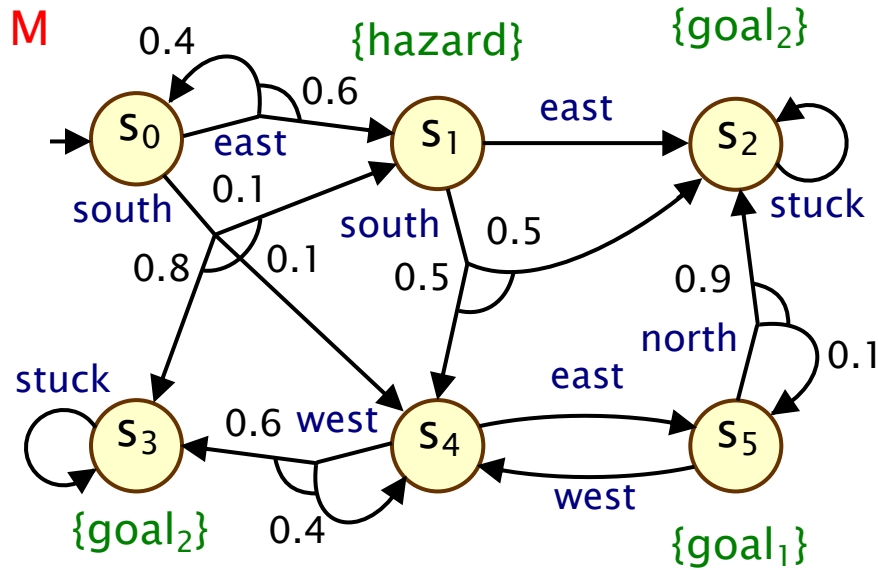 M
{hazard}
{goal₂}
0.4
0.6
s₀
east
s₁
east
s₂
stuck
south
0.1
south
0.5
0.8
0.1
0.5
0.9
north
0.1
stuck
east
0.6
west
s₃
s₄
s₅
west
0.4
{goal₂}
{goal₁}